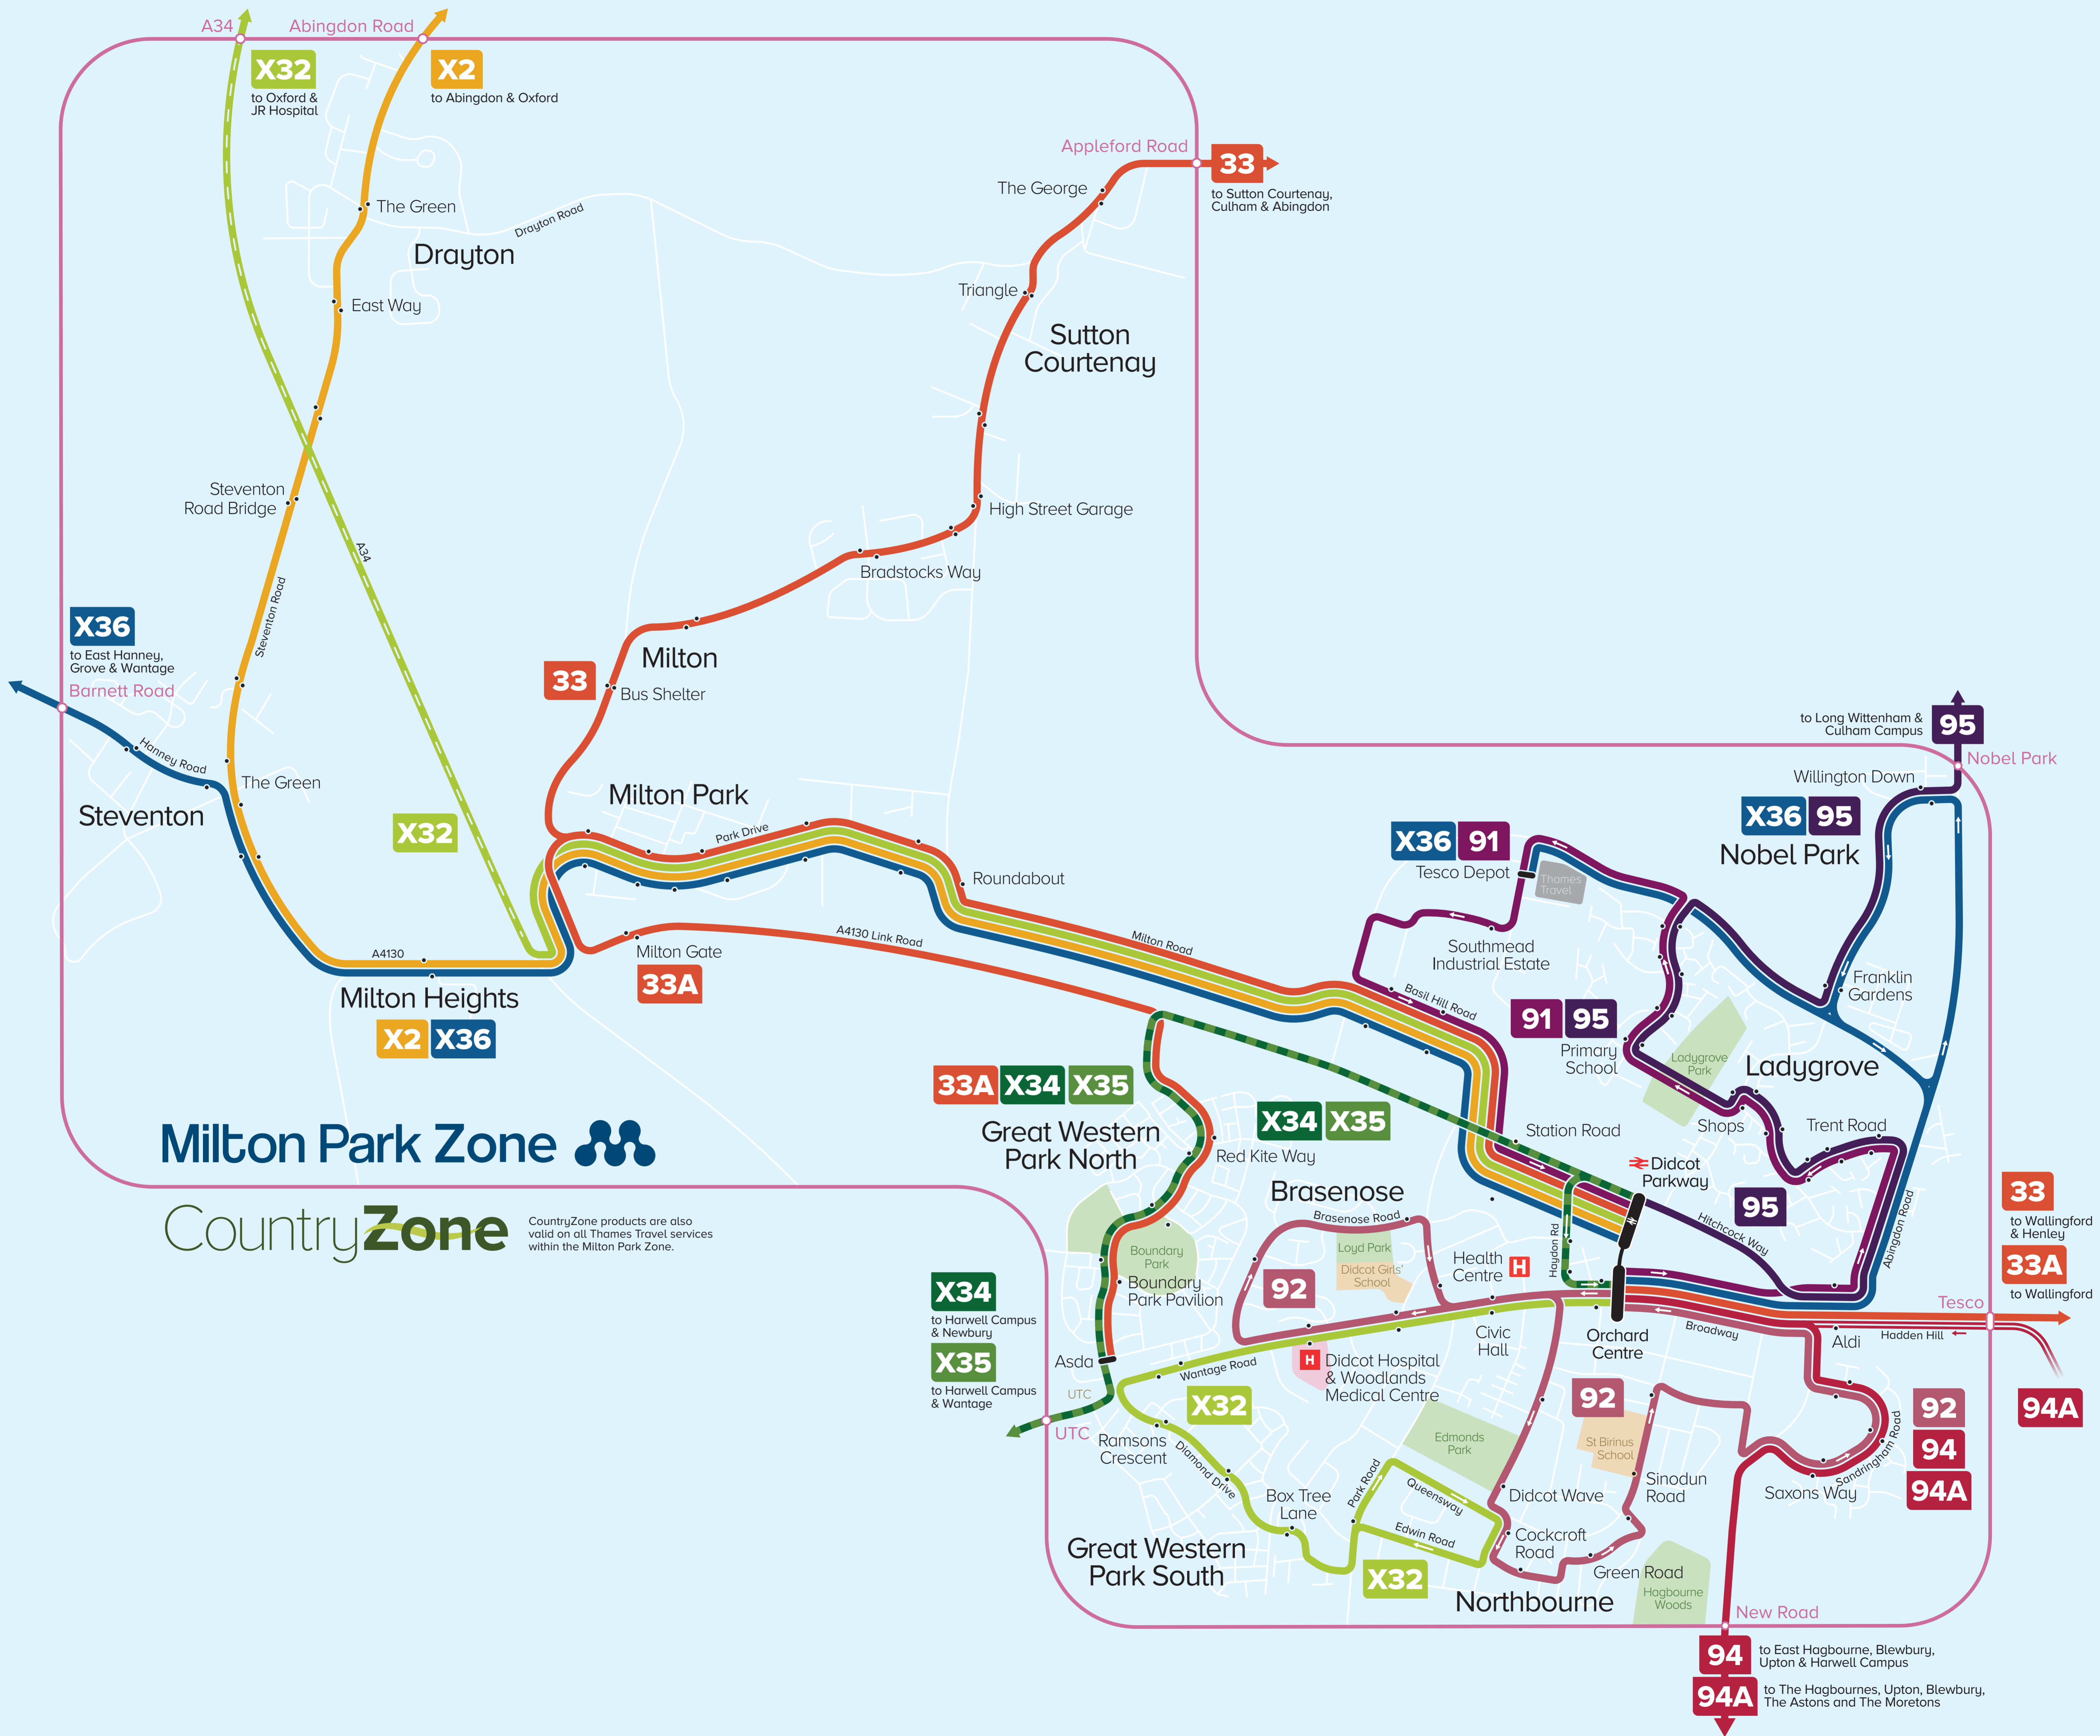 A34
Abingdon Road
X32
to Oxford &
JR Hospital
X2
to Abingdon & Oxford
Appleford Road
33
to Sutton Courtenay,
Culham & Abingdon
The George
The Green
Drayton Road
Drayton
East Way
Triangle
Sutton
Courtenay
Steventon
Road Bridge
High Street Garage
A34
Bradstocks Way
Steventon Road
X36
to East Hanney,
Grove & Wantage
Barnett Road
Milton
33
Bus Shelter
Hanney Road
The Green
Steventon
Milton Park
X32
Park Drive
Roundabout
to Long Wittenham &
Culham Campus
95
Nobel Park
Willington Down
X36 95
Nobel Park
X36 91
Tesco Depot
Thames
Travel
A4130
Milton Gate
33A
A4130 Link Road
Milton Road
Southmead
Industrial Estate
Franklin
Gardens
Milton Heights
X2 X36
Basil Hill Road
91 95
Primary
School
Ladygrove
Park
Ladygrove
33A X34 X35
Great Western
Park North
X34 X35
Station Road
Shops
Trent Road
Milton Park Zone
Red Kite Way
Didcot
Parkway
Brasenose
95
Hitchcock Way
Abingdon Road
CountryZone
CountryZone products are also
valid on all Thames Travel services
within the Milton Park Zone.
Brasenose Road
Loyd Park
Didcot Girls'
School
Health
Centre
H
Haydon Rd
33
to Wallingford
& Henley
33A
to Wallingford
Boundary
Park
Boundary
Park Pavilion
92
X34
to Harwell Campus
& Newbury
X35
to Harwell Campus
& Wantage
Tesco
Asda
UTC
UTC
Wantage Road
H
Didcot Hospital
& Woodlands
Medical Centre
Civic
Hall
Orchard
Centre
Broadway
Aldi
Hadden Hill
X32
92
92
94
94A
94A
Ramsons
Crescent
Diamond Drive
Edmonds
Park
St Birinus
School
Sandringham Road
Box Tree
Lane
Park Road
Queensway
Didcot Wave
Sinodun
Road
Saxons Way
Edwin Road
Cockcroft
Road
Great Western
Park South
X32
Green Road
Northbourne
Hagbourne
Woods
New Road
94
to East Hagbourne, Blewbury,
Upton & Harwell Campus
94A
to The Hagbournes, Upton, Blewbury,
The Astons and The Moretons